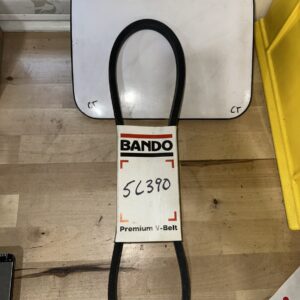 CT
CT
BANDO
5L390
Premium V-Belt